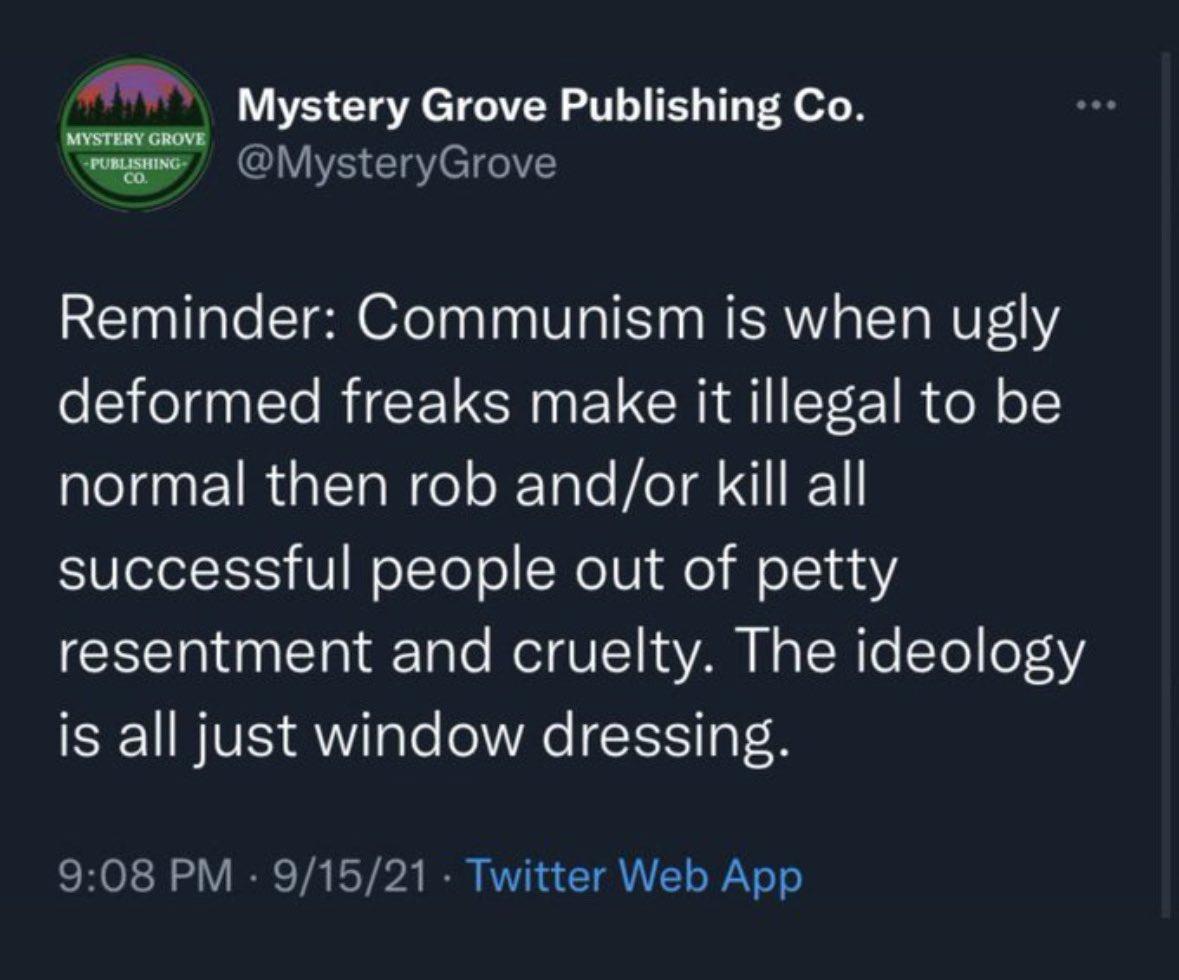 Mystery Grove Publishing Co.
@MysteryGrove
MYSTERY GROVE
-PUBLISHING-
CO.
Reminder: Communism is when ugly
deformed freaks make it illegal to be
normal then rob and/or kill all
successful people out of petty
resentment and cruelty. The ideology
is all just window dressing.
9:08 PM · 9/15/21 · Twitter Web App